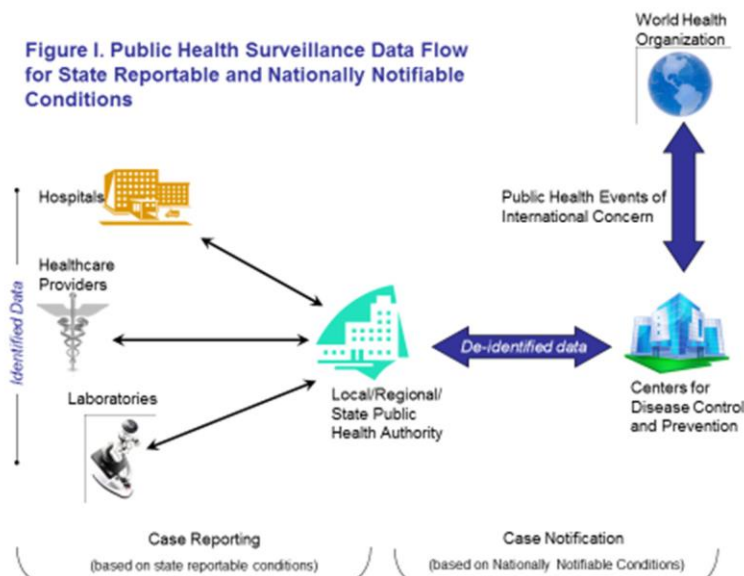 World Health
Organization
Figure I. Public Health Surveillance Data Flow
for State Reportable and Nationally Notifiable
Conditions
Hospitals
Public Health Events of
International Concern
Healthcare
Providers
Identified Data
De-identified data
Laboratories
Local/Regional/
State Public
Health Authority
Centers for
Disease Control
and Prevention
Case Reporting
(based on state reportable conditions)
Case Notification
(based on Nationally Notifiable Conditions)